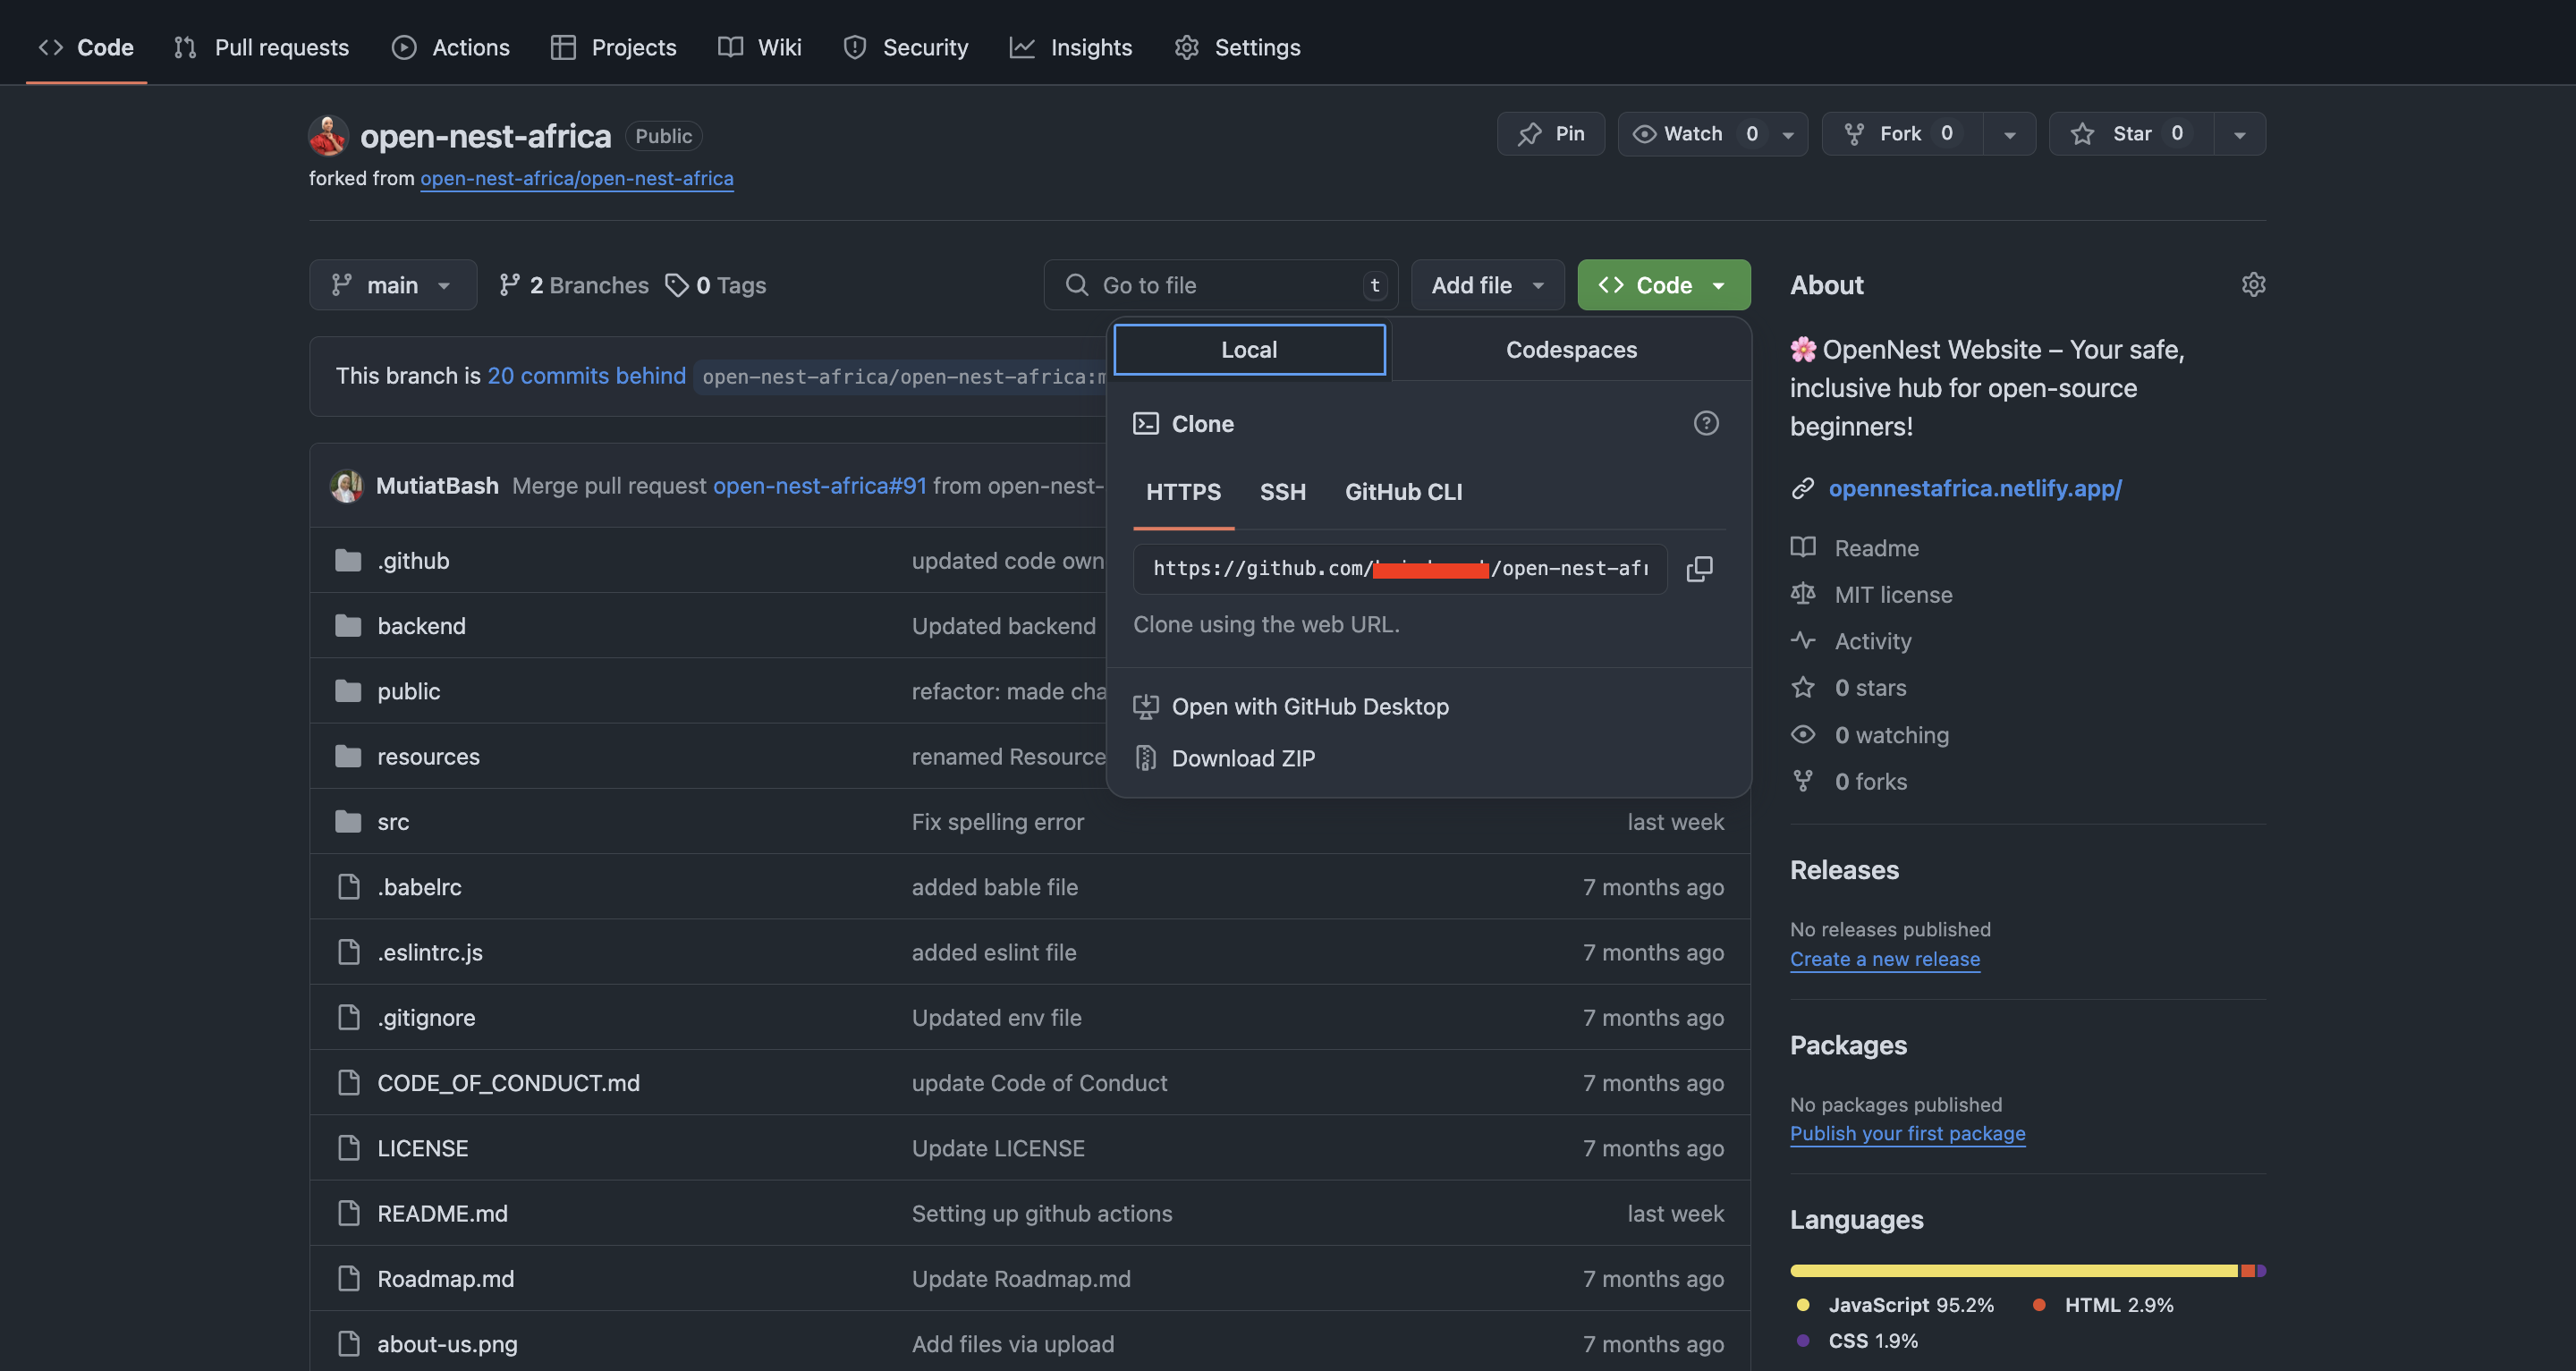 Code Pull requests Actions Projects Wiki Security Insights Settings
open-nest-africa Public
Pin Watch 0 Fork 0 Star 0
forked from open-nest-africa/open-nest-africa
main 2 Branches 0 Tags
Go to file t Add file Code
This branch is 20 commits behind open-nest-africa/open-nest-africa:m
MutiatBash Merge pull request open-nest-africa#91 from open-nest-
.github updated code own
backend Updated backend
public refactor: made cha
resources renamed Resource
src Fix spelling error last week
.babelrc added bable file 7 months ago
.eslintrc.js added eslint file 7 months ago
.gitignore Updated env file 7 months ago
CODE_OF_CONDUCT.md update Code of Conduct 7 months ago
LICENSE Update LICENSE 7 months ago
README.md Setting up github actions last week
Roadmap.md Update Roadmap.md 7 months ago
about-us.png Add files via upload 7 months ago
Local Codespaces
Clone
HTTPS SSH GitHub CLI
https://github.com/ /open-nest-afr
Clone using the web URL.
Open with GitHub Desktop
Download ZIP
About
🌸 OpenNest Website – Your safe,
inclusive hub for open-source
beginners!
opennestafrica.netlify.app/
Readme
MIT license
Activity
0 stars
0 watching
0 forks
Releases
No releases published
Create a new release
Packages
No packages published
Publish your first package
Languages
JavaScript 95.2% HTML 2.9%
CSS 1.9%